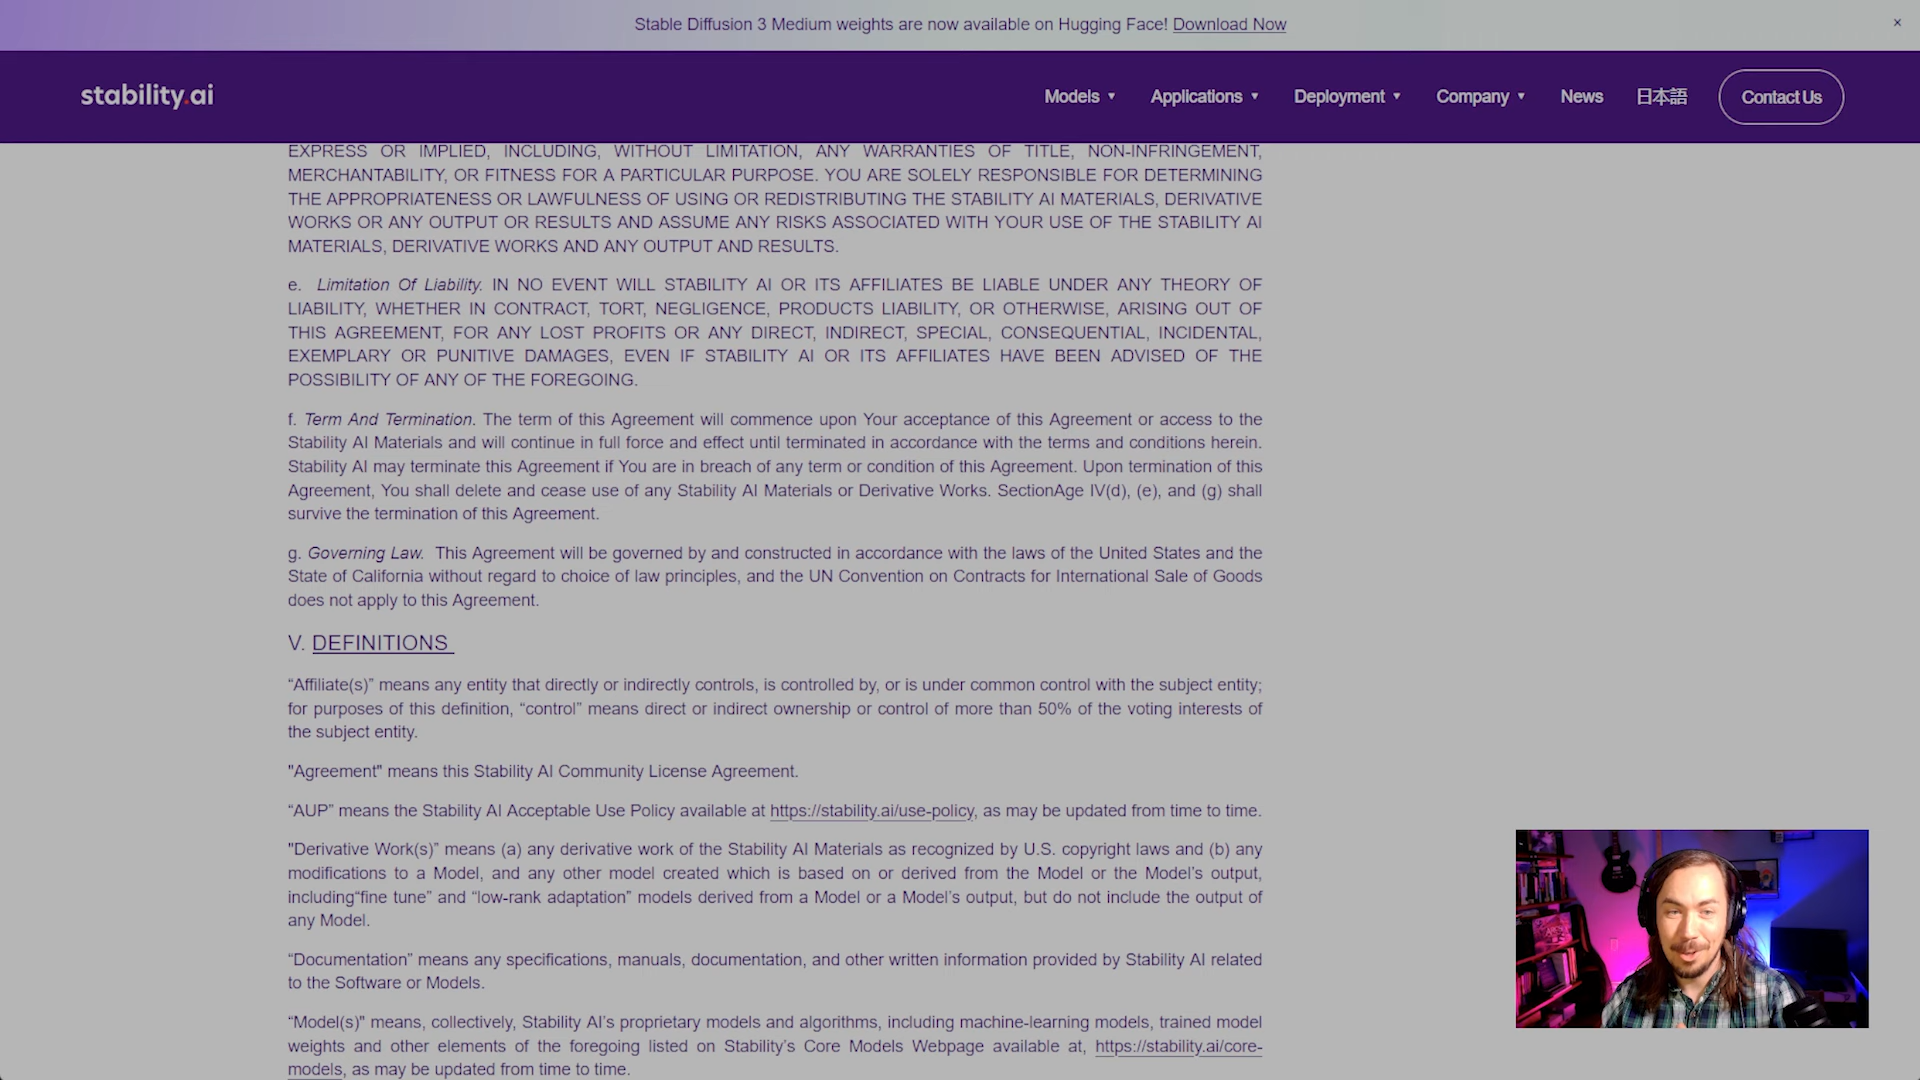 Stable Diffusion 3 Medium weights are now available on Hugging Face! Download Now
×
stability.ai
Models ▼
Applications ▼
Deployment ▼
Company ▼
News
日本語
Contact Us
EXPRESS OR IMPLIED, INCLUDING, WITHOUT LIMITATION, ANY WARRANTIES OF TITLE, NON-INFRINGEMENT,
MERCHANTABILITY, OR FITNESS FOR A PARTICULAR PURPOSE. YOU ARE SOLELY RESPONSIBLE FOR DETERMINING
THE APPROPRIATENESS OR LAWFULNESS OF USING OR REDISTRIBUTING THE STABILITY AI MATERIALS, DERIVATIVE
WORKS OR ANY OUTPUT OR RESULTS AND ASSUME ANY RISKS ASSOCIATED WITH YOUR USE OF THE STABILITY AI
MATERIALS, DERIVATIVE WORKS AND ANY OUTPUT AND RESULTS.
e. Limitation Of Liability. IN NO EVENT WILL STABILITY AI OR ITS AFFILIATES BE LIABLE UNDER ANY THEORY OF
LIABILITY, WHETHER IN CONTRACT, TORT, NEGLIGENCE, PRODUCTS LIABILITY, OR OTHERWISE, ARISING OUT OF
THIS AGREEMENT, FOR ANY LOST PROFITS OR ANY DIRECT, INDIRECT, SPECIAL, CONSEQUENTIAL, INCIDENTAL,
EXEMPLARY OR PUNITIVE DAMAGES, EVEN IF STABILITY AI OR ITS AFFILIATES HAVE BEEN ADVISED OF THE
POSSIBILITY OF ANY OF THE FOREGOING.
f. Term And Termination. The term of this Agreement will commence upon Your acceptance of this Agreement or access to the
Stability AI Materials and will continue in full force and effect until terminated in accordance with the terms and conditions herein.
Stability AI may terminate this Agreement if You are in breach of any term or condition of this Agreement. Upon termination of this
Agreement, You shall delete and cease use of any Stability AI Materials or Derivative Works. SectionAge IV(d), (e), and (g) shall
survive the termination of this Agreement.
g. Governing Law. This Agreement will be governed by and constructed in accordance with the laws of the United States and the
State of California without regard to choice of law principles, and the UN Convention on Contracts for International Sale of Goods
does not apply to this Agreement.
V. DEFINITIONS
“Affiliate(s)” means any entity that directly or indirectly controls, is controlled by, or is under common control with the subject entity;
for purposes of this definition, “control” means direct or indirect ownership or control of more than 50% of the voting interests of
the subject entity.
"Agreement" means this Stability AI Community License Agreement.
“AUP” means the Stability AI Acceptable Use Policy available at https://stability.ai/use-policy, as may be updated from time to time.
"Derivative Work(s)” means (a) any derivative work of the Stability AI Materials as recognized by U.S. copyright laws and (b) any
modifications to a Model, and any other model created which is based on or derived from the Model or the Model’s output,
including“fine tune” and “low-rank adaptation” models derived from a Model or a Model’s output, but do not include the output of
any Model.
“Documentation” means any specifications, manuals, documentation, and other written information provided by Stability AI related
to the Software or Models.
“Model(s)" means, collectively, Stability AI’s proprietary models and algorithms, including machine-learning models, trained model
weights and other elements of the foregoing listed on Stability’s Core Models Webpage available at, https://stability.ai/core-
models, as may be updated from time to time.